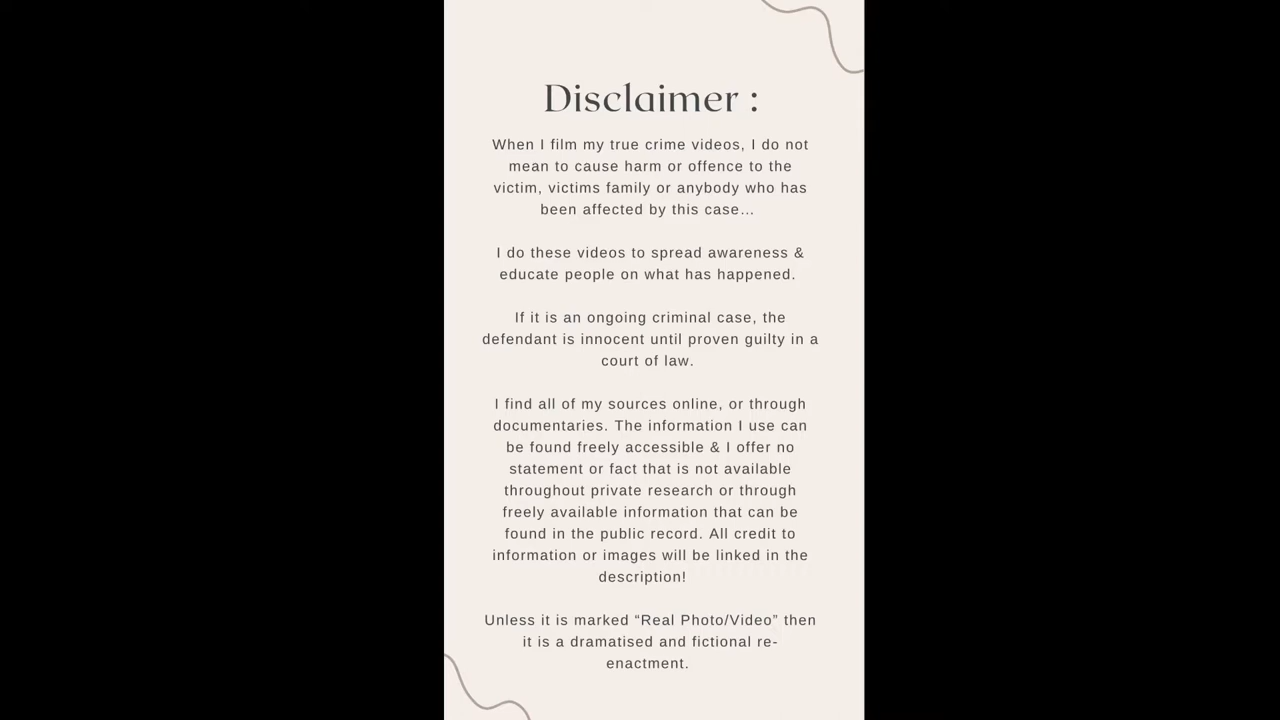 Disclaimer :
When I film my true crime videos, I do not
mean to cause harm or offence to the
victim, victims family or anybody who has
been affected by this case...
I do these videos to spread awareness &
educate people on what has happened.
If it is an ongoing criminal case, the
defendant is innocent until proven guilty in a
court of law.
I find all of my sources online, or through
documentaries. The information I use can
be found freely accessible & I offer no
statement or fact that is not available
throughout private research or through
freely available information that can be
found in the public record. All credit to
information or images will be linked in the
description!
Unless it is marked “Real Photo/Video” then
it is a dramatised and fictional re-
enactment.